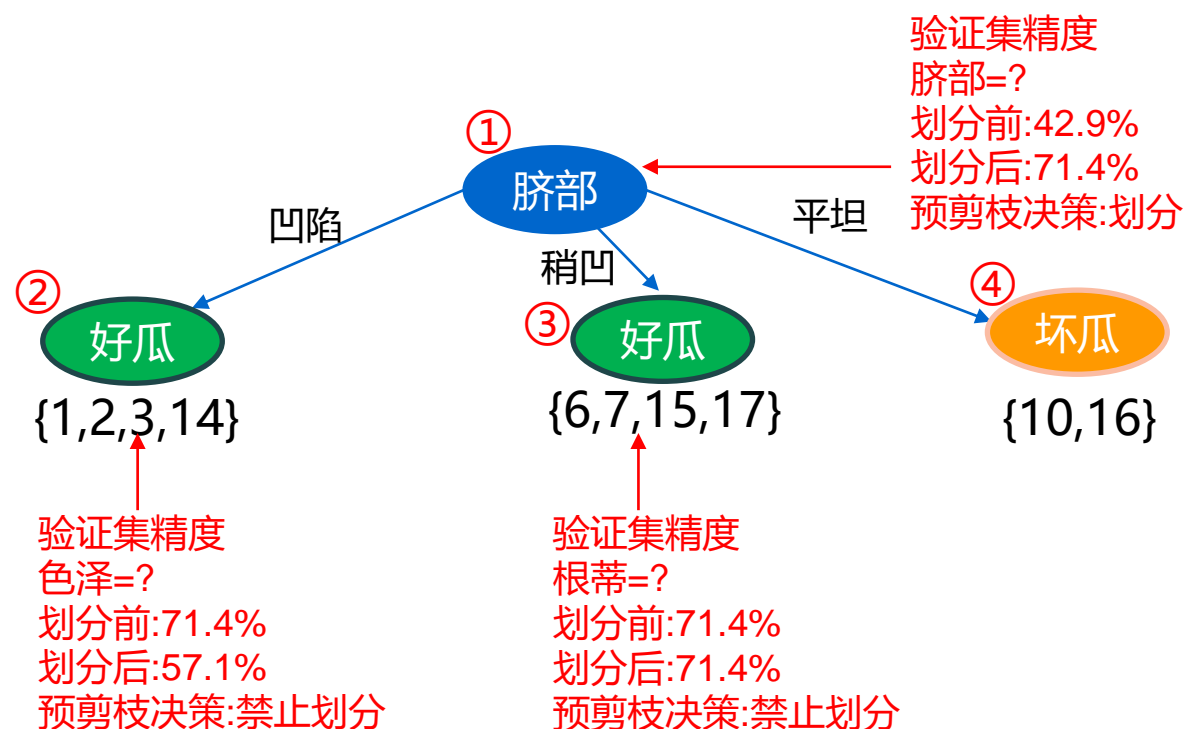 验证集精度
脐部=?
划分前:42.9%
划分后:71.4%
预剪枝决策:划分
①
脐部
凹陷
稍凹
平坦
②
好瓜
{1,2,3,14}
③
好瓜
{6,7,15,17}
④
坏瓜
{10,16}
验证集精度
色泽=?
划分前:71.4%
划分后:57.1%
预剪枝决策:禁止划分
验证集精度
根蒂=?
划分前:71.4%
划分后:71.4%
预剪枝决策:禁止划分